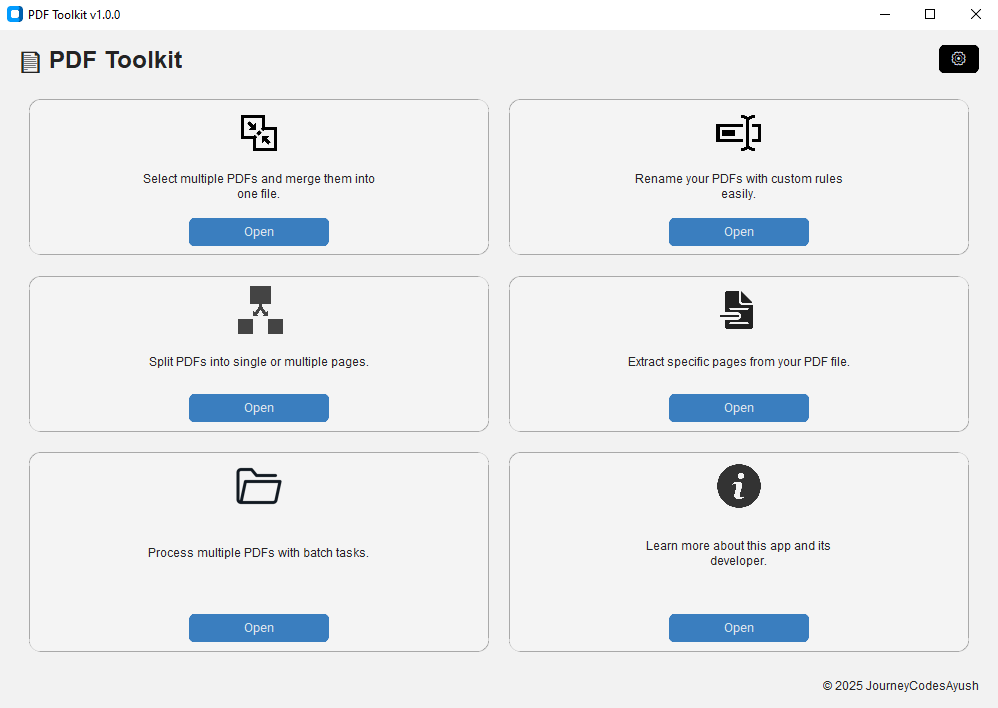 PDF Toolkit v1.0.0
PDF Toolkit
Select multiple PDFs and merge them into
one file.
Open
Rename your PDFs with custom rules
easily.
Open
Split PDFs into single or multiple pages.
Open
Extract specific pages from your PDF file.
Open
Process multiple PDFs with batch tasks.
Open
Learn more about this app and its
developer.
Open
© 2025 JourneyCodesAyush